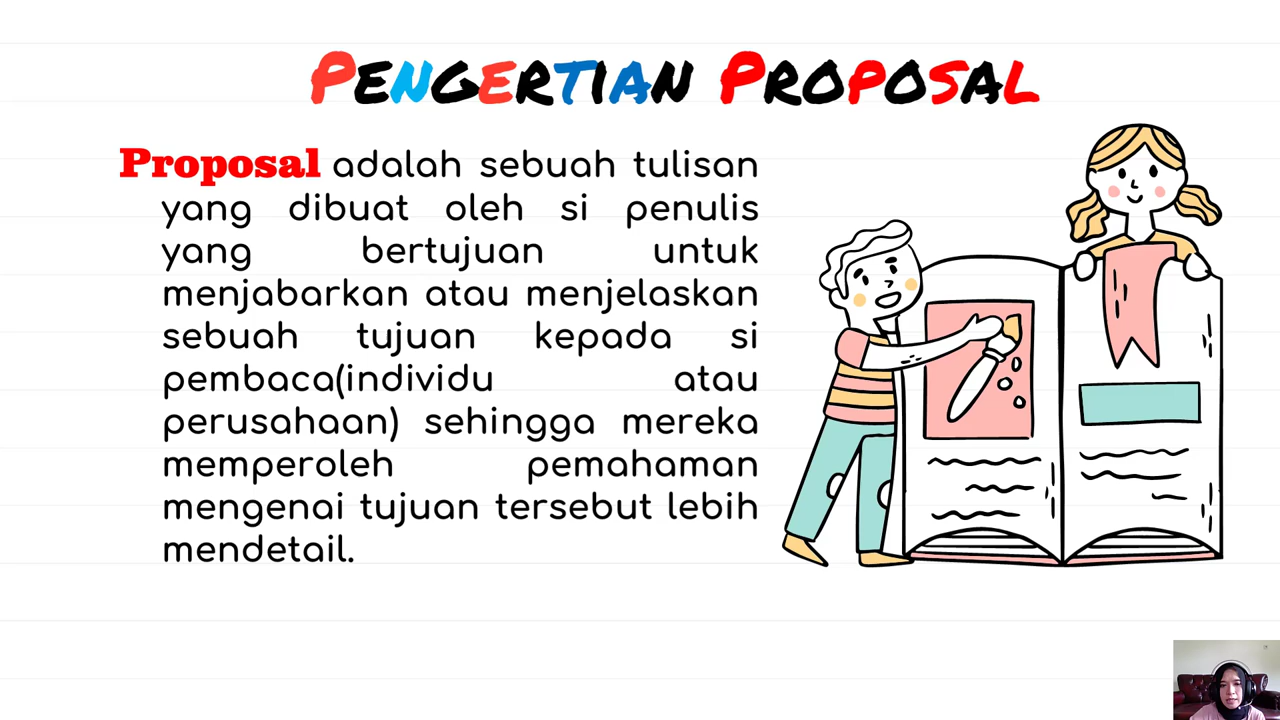 PENGERTIAN PROPOSAL
Proposal adalah sebuah tulisan
yang dibuat oleh si penulis
yang bertujuan untuk
menjabarkan atau menjelaskan
sebuah tujuan kepada si
pembaca(individu atau
perusahaan) sehingga mereka
memperoleh pemahaman
mengenai tujuan tersebut lebih
mendetail.